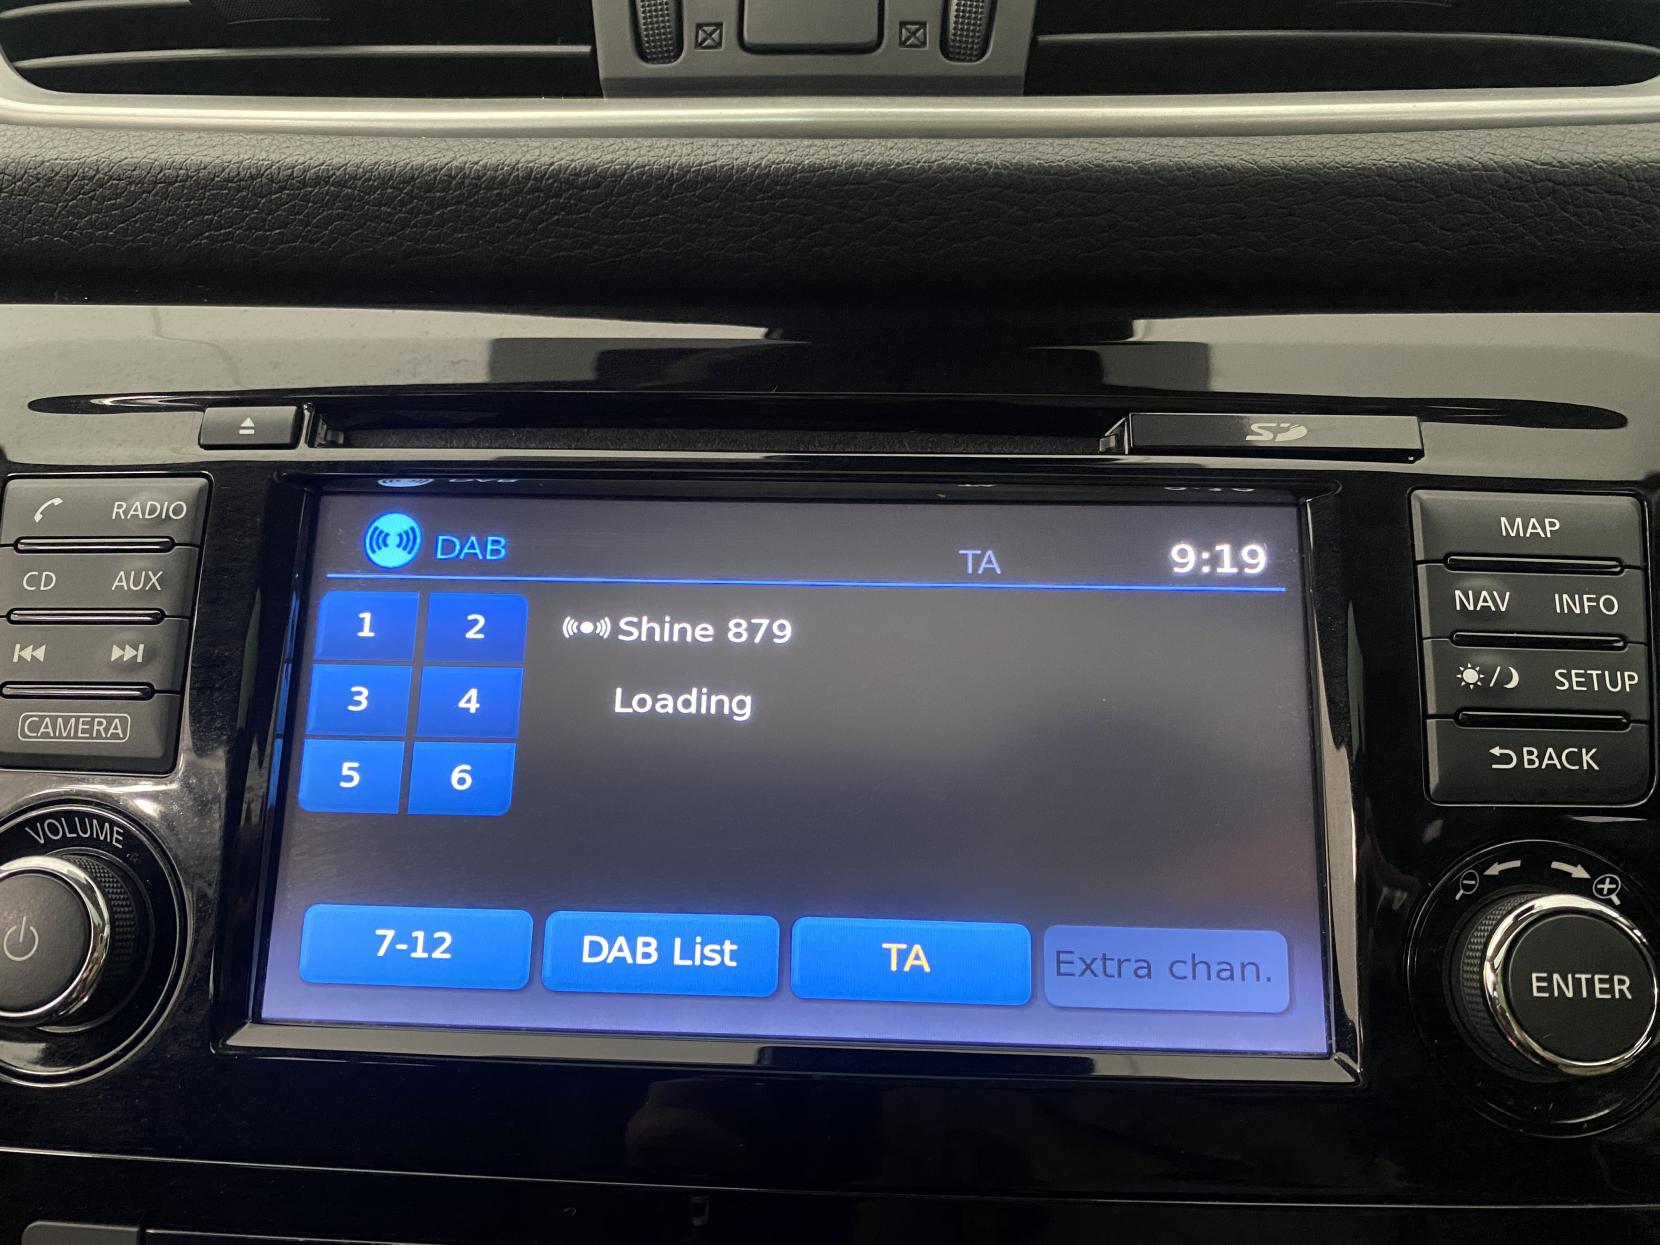 SD
RADIO
CD AUX
CAMERA
VOLUME
DAB TA 9:19
1 2 Shine 879
3 4 Loading
5 6
7-12 DAB List TA Extra chan.
MAP
NAV INFO
SETUP
BACK
ENTER